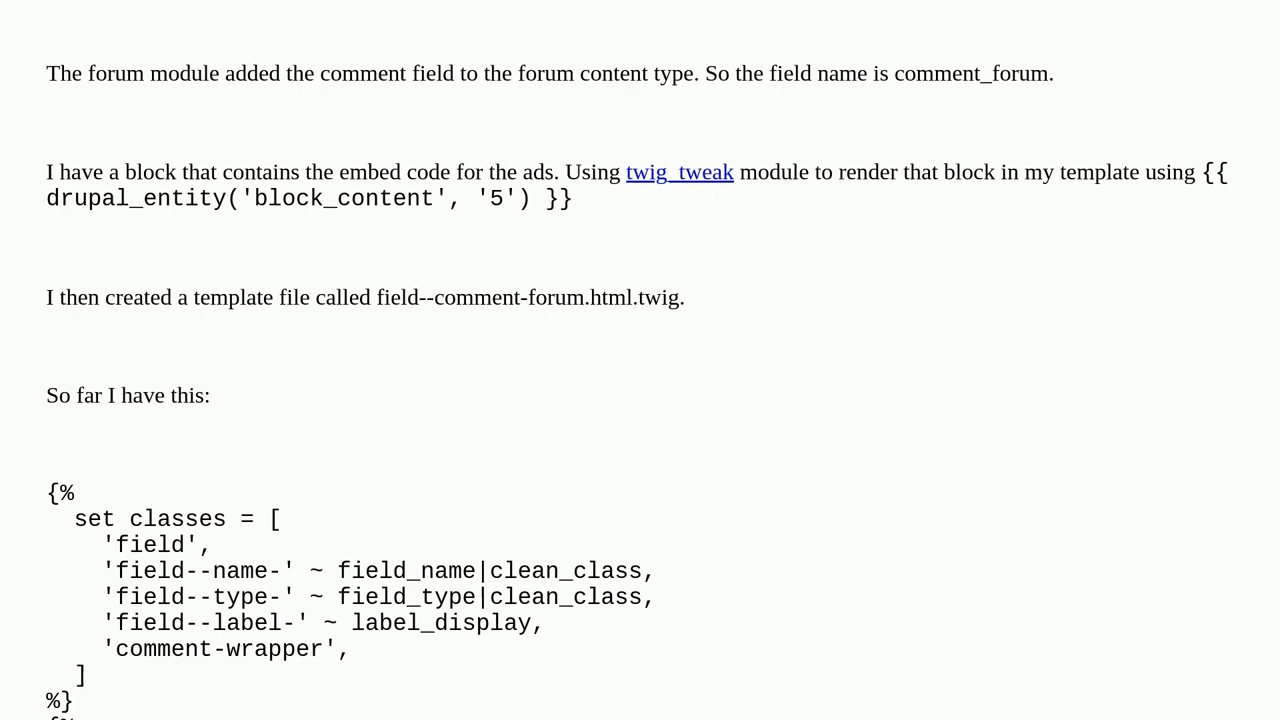 The forum module added the comment field to the forum content type. So the field name is comment_forum.
I have a block that contains the embed code for the ads. Using twig_tweak module to render that block in my template using {{
drupal_entity('block_content', '5') }}
I then created a template file called field--comment-forum.html.twig.
So far I have this:
{%
  set classes = [
    'field',
    'field--name-' ~ field_name|clean_class,
    'field--type-' ~ field_type|clean_class,
    'field--label-' ~ label_display,
    'comment-wrapper',
  ]
%}